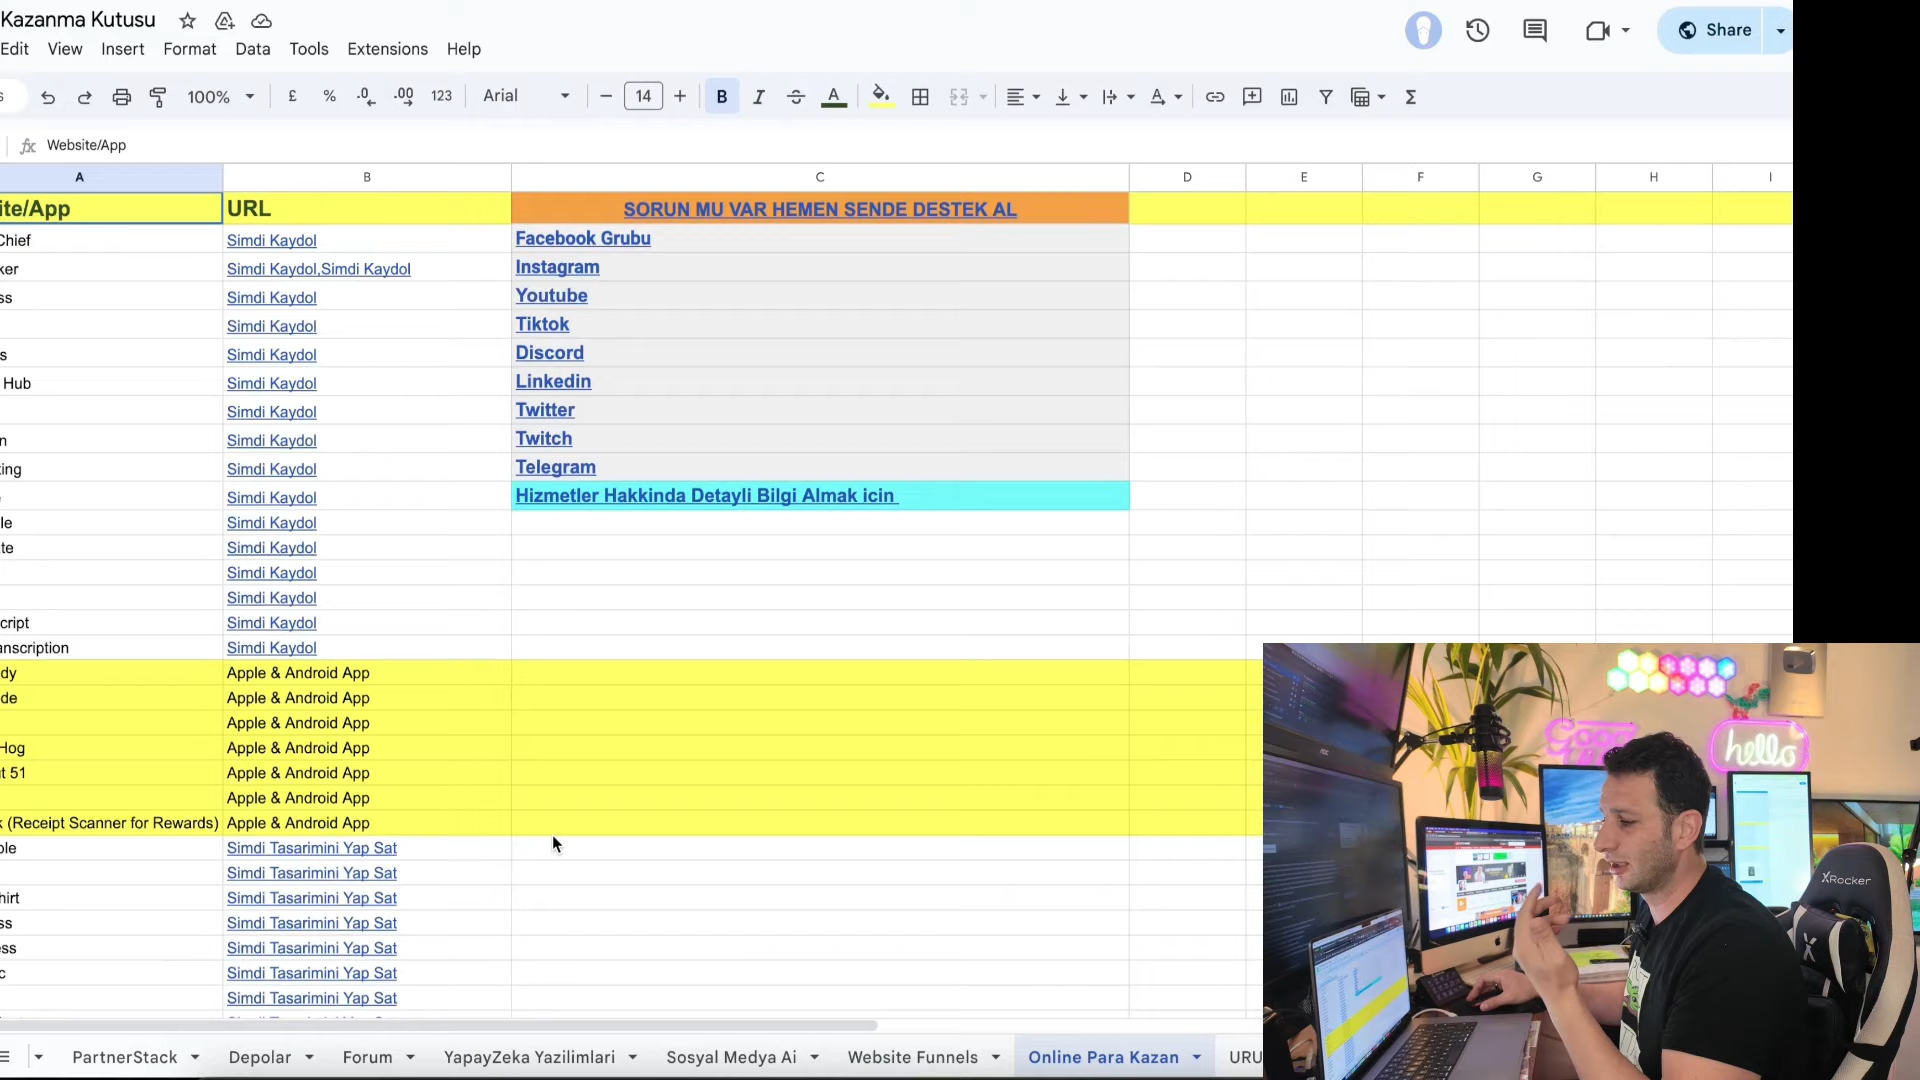 Kazanma Kutusu
Edit View Insert Format Data Tools Extensions Help
Share
100% £ % .0 .00 123 Arial 14 B I A Σ
fx Website/App
A B C D E F G H I
ite/App URL SORUN MU VAR HEMEN SENDE DESTEK AL
Chief Simdi Kaydol Facebook Grubu
ker Simdi Kaydol,Simdi Kaydol Instagram
ss Simdi Kaydol Youtube
Simdi Kaydol Tiktok
s Simdi Kaydol Discord
Hub Simdi Kaydol Linkedin
Simdi Kaydol Twitter
n Simdi Kaydol Twitch
ting Simdi Kaydol Telegram
Simdi Kaydol Hizmetler Hakkinda Detayli Bilgi Almak icin
le Simdi Kaydol
te Simdi Kaydol
Simdi Kaydol
Simdi Kaydol
cript Simdi Kaydol
anscription Simdi Kaydol
dy Apple & Android App
de Apple & Android App
Apple & Android App
Hog Apple & Android App
t 51 Apple & Android App
Apple & Android App
k (Receipt Scanner for Rewards) Apple & Android App
ole Simdi Tasarimini Yap Sat
Simdi Tasarimini Yap Sat
hirt Simdi Tasarimini Yap Sat
ss Simdi Tasarimini Yap Sat
ess Simdi Tasarimini Yap Sat
c Simdi Tasarimini Yap Sat
Simdi Tasarimini Yap Sat
PartnerStack Depolar Forum YapayZeka Yazilimlari Sosyal Medya Ai Website Funnels Online Para Kazan URU
Good
hello
XRocker